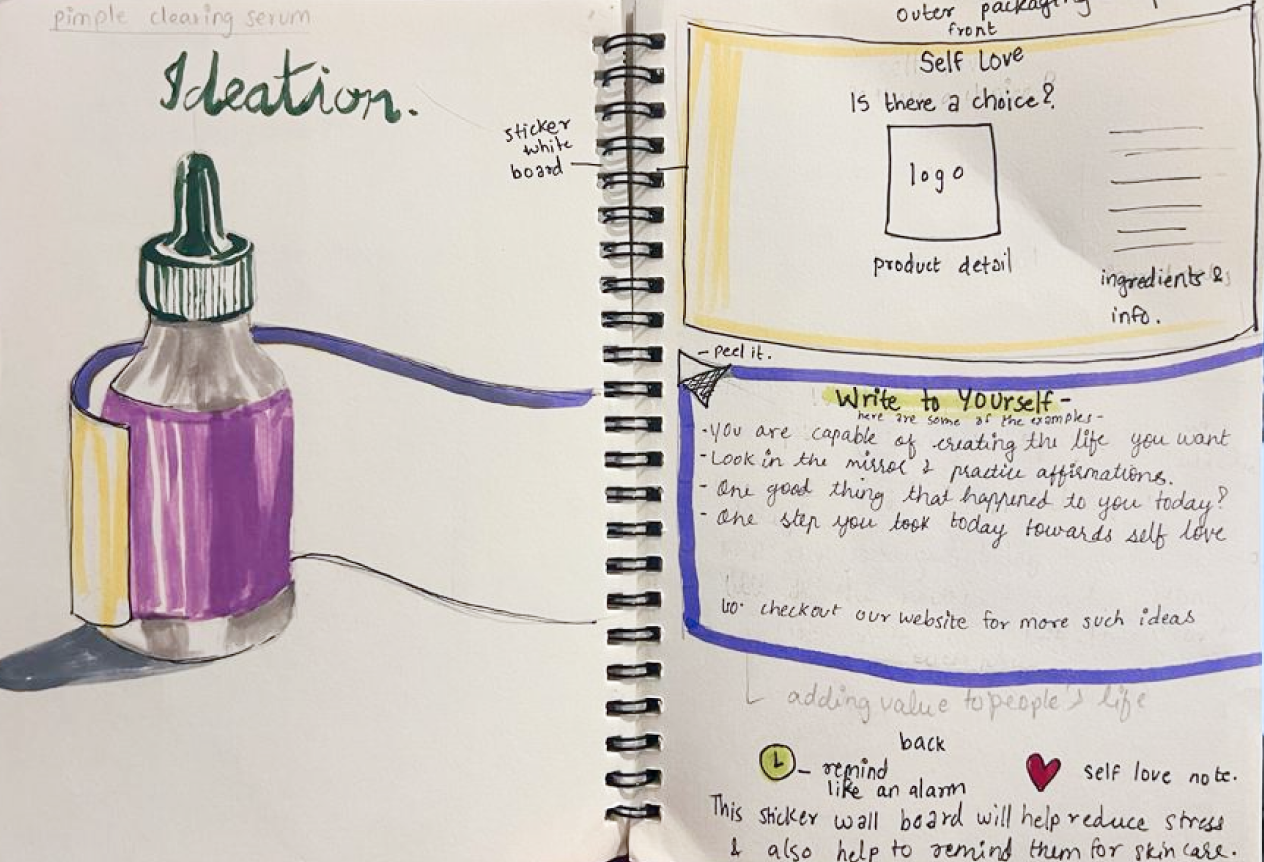 pimple clearing serum
Ideation.
sticker
white
board
outer packaging
front
Self Love
Is there a choice?
logo
product detail
ingredients &
info.
- peel it.
Write to Yourself -
here are some of the examples -
- You are capable of creating the life you want
- Look in the mirror & practice affirmations.
- One good thing that happened to you today?
- One step you took today towards self love
checkout our website for more such ideas
adding value to people's life
back
L
- remind
like an alarm
self love note.
This sticker wall board will help reduce stress
& also help to remind them for skin care.